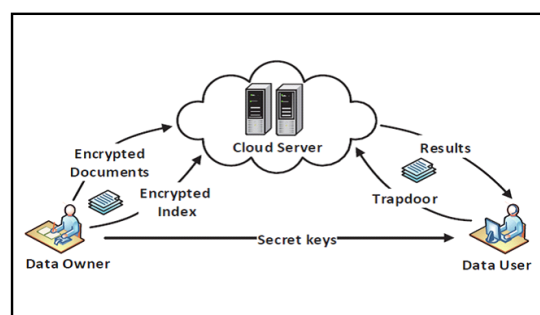 Cloud Server
Encrypted
Documents
Encrypted
Index
Results
Trapdoor
Secret keys
Data Owner
Data User